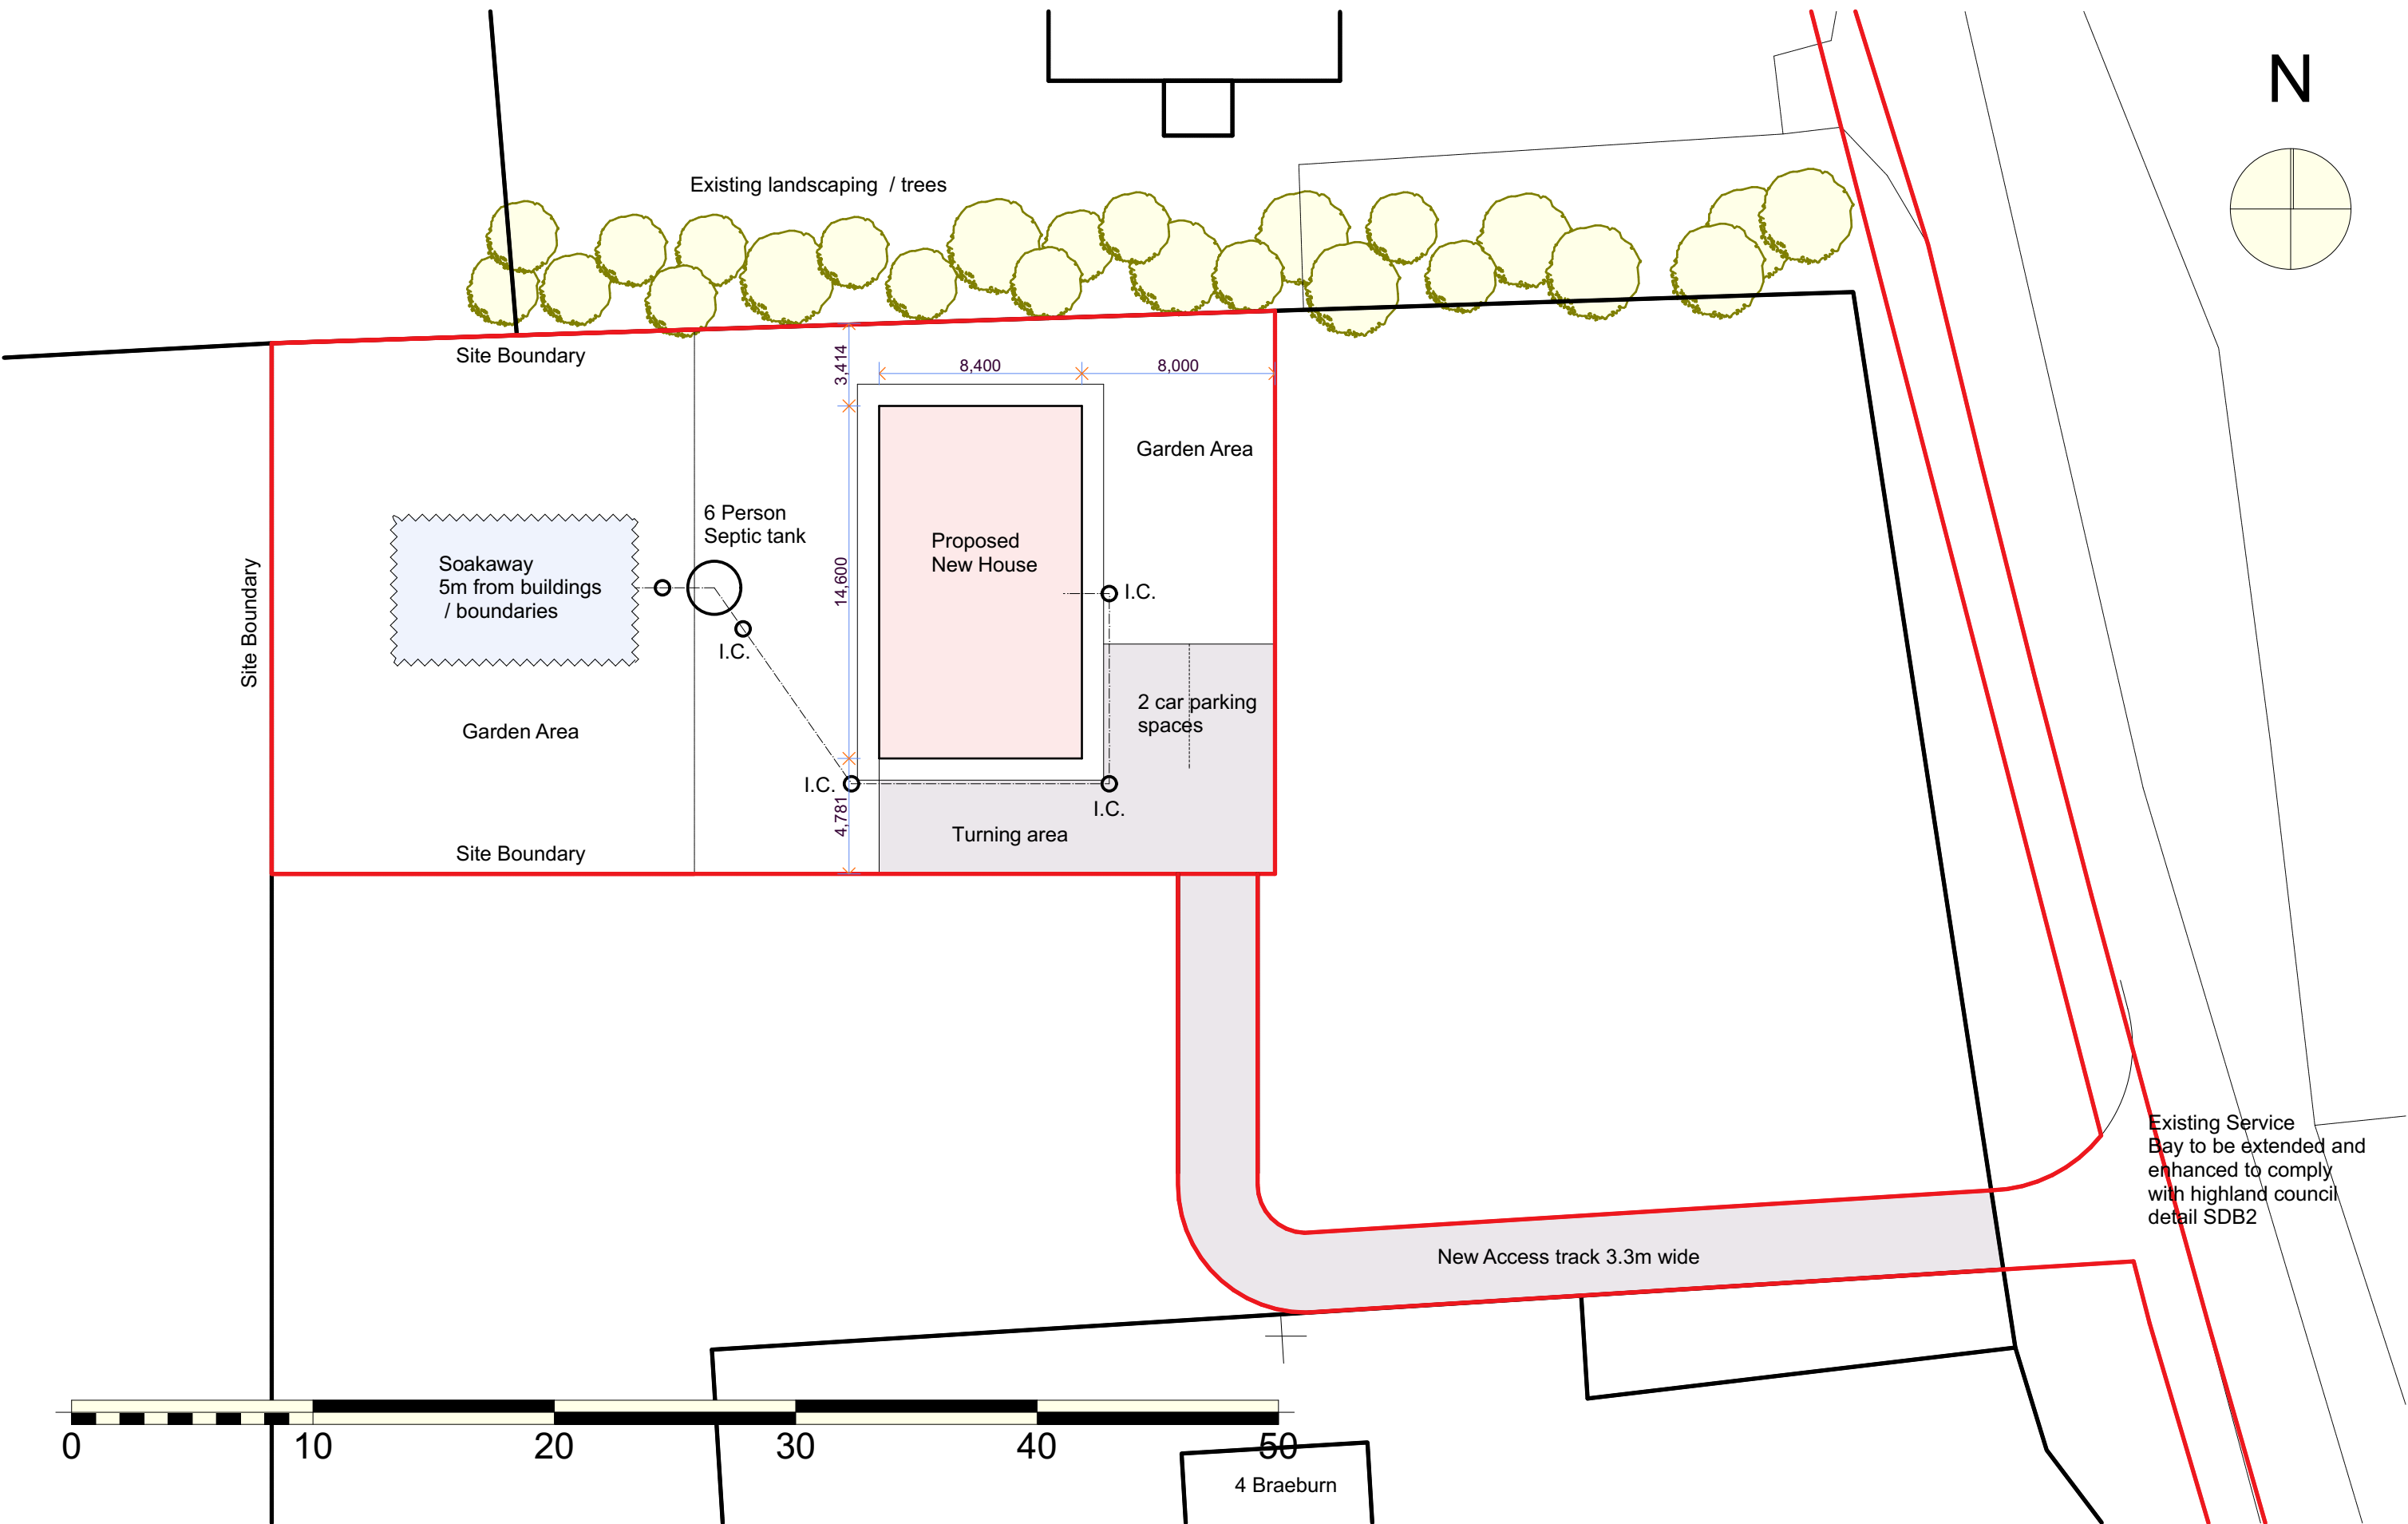 N
Existing landscaping / trees
Site Boundary
3,414
8,400
8,000
Garden Area
6 Person
Septic tank
Proposed
New House
Soakaway
5m from buildings
/ boundaries
14,600
I.C.
Site Boundary
I.C.
2 car parking
spaces
Garden Area
I.C.
4,781
I.C.
Turning area
Site Boundary
Existing Service
Bay to be extended and
enhanced to comply
with highland council
detail SDB2
New Access track 3.3m wide
0 10 20 30 40 50
4 Braeburn